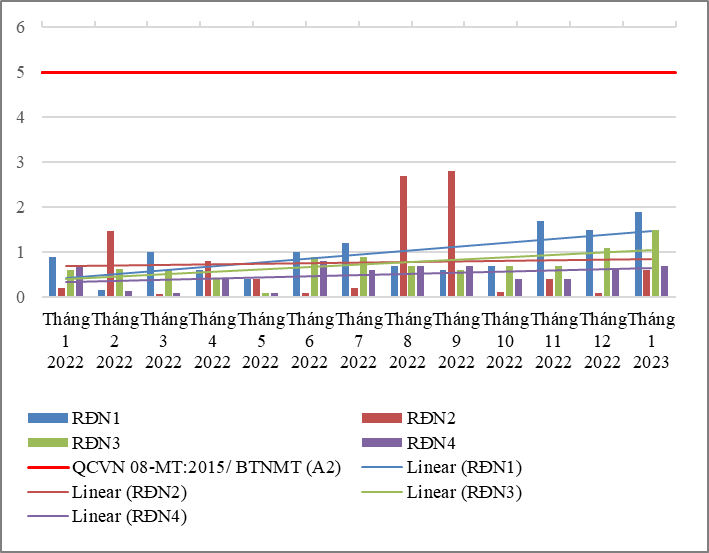 6
5
4
3
2
1
0
Tháng Tháng Tháng Tháng Tháng Tháng Tháng Tháng Tháng Tháng Tháng Tháng Tháng
1 2 3 4 5 6 7 8 9 10 11 12 1
2022 2022 2022 2022 2022 2022 2022 2022 2022 2022 2022 2022 2023
RĐN1 RĐN2
RĐN3 RĐN4
QCVN 08-MT:2015/ BTNMT (A2) Linear (RĐN1)
Linear (RĐN2) Linear (RĐN3)
Linear (RĐN4)